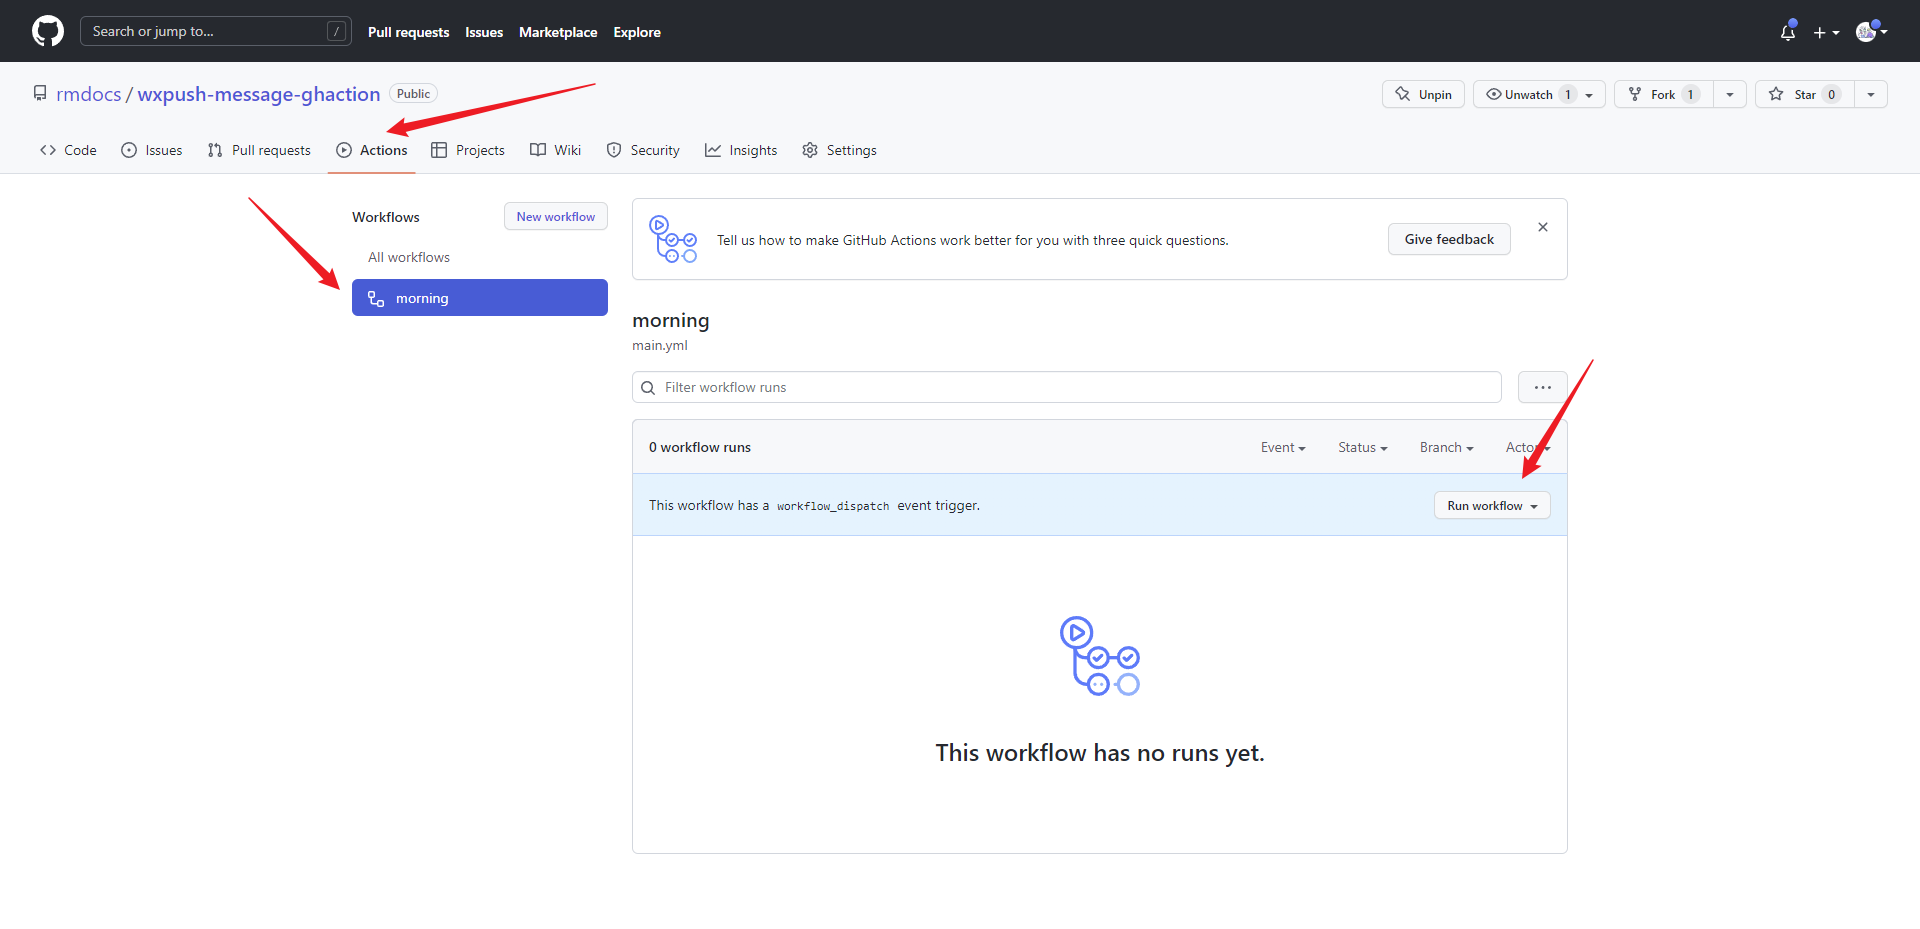 Search or jump to... /
Pull requests Issues Marketplace Explore
rmdocs / wxpush-message-ghaction Public
Unpin Unwatch 1 Fork 1 Star 0
Code Issues Pull requests Actions Projects Wiki Security Insights Settings
Workflows New workflow
All workflows
morning
Tell us how to make GitHub Actions work better for you with three quick questions. Give feedback
morning
main.yml
Filter workflow runs
0 workflow runs Event Status Branch Actor
This workflow has a workflow_dispatch event trigger. Run workflow
This workflow has no runs yet.